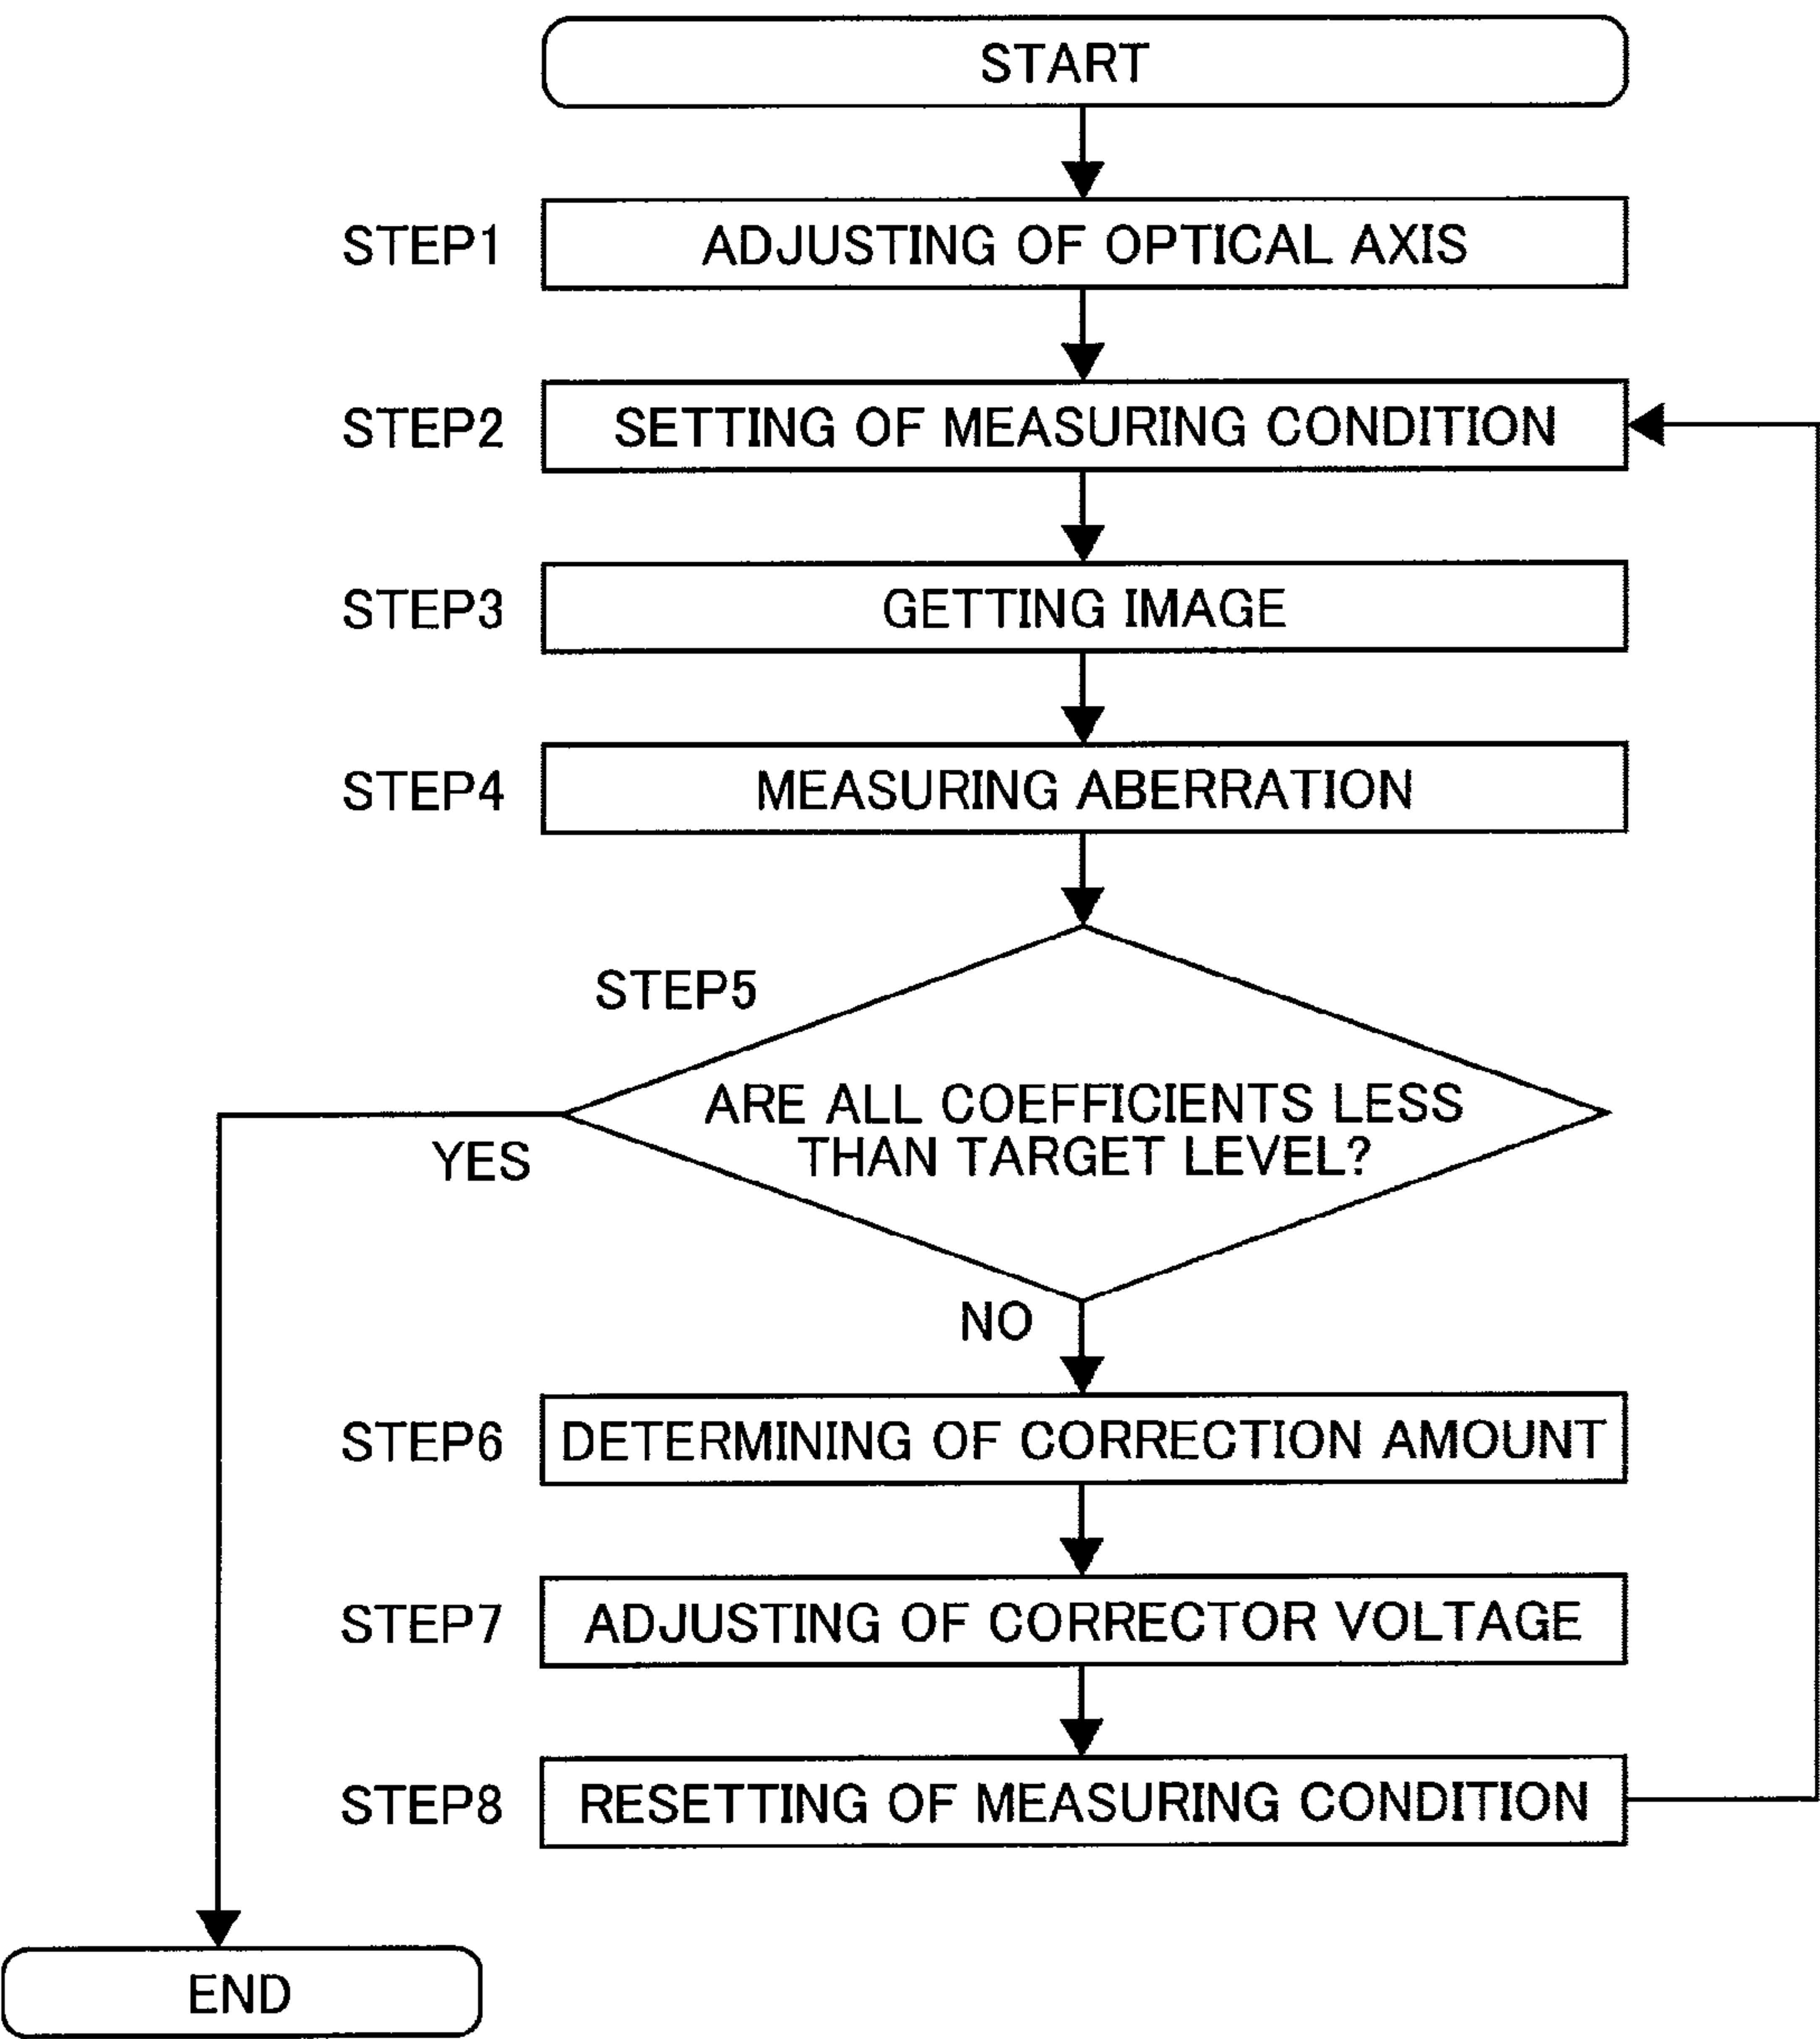 START
STEP1
ADJUSTING OF OPTICAL AXIS
STEP2
SETTING OF MEASURING CONDITION
STEP3
GETTING IMAGE
STEP4
MEASURING ABERRATION
STEP5
ARE ALL COEFFICIENTS LESS
THAN TARGET LEVEL?
YES
NO
STEP6
DETERMINING OF CORRECTION AMOUNT
STEP7
ADJUSTING OF CORRECTOR VOLTAGE
STEP8
RESETTING OF MEASURING CONDITION
END